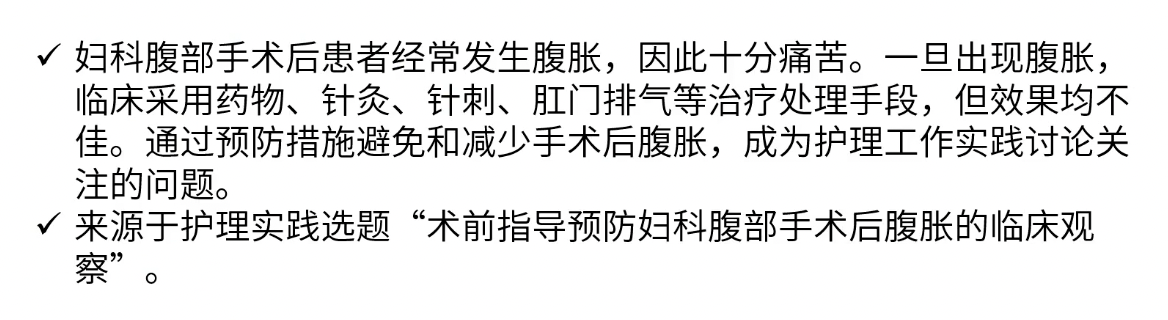 ✓ 妇科腹部手术后患者经常发生腹胀，因此十分痛苦。一旦出现腹胀，
临床采用药物、针灸、针刺、肛门排气等治疗处理手段，但效果均不
佳。通过预防措施避免和减少手术后腹胀，成为护理工作实践讨论关
注的问题。
✓ 来源于护理实践选题“术前指导预防妇科腹部手术后腹胀的临床观
察”。